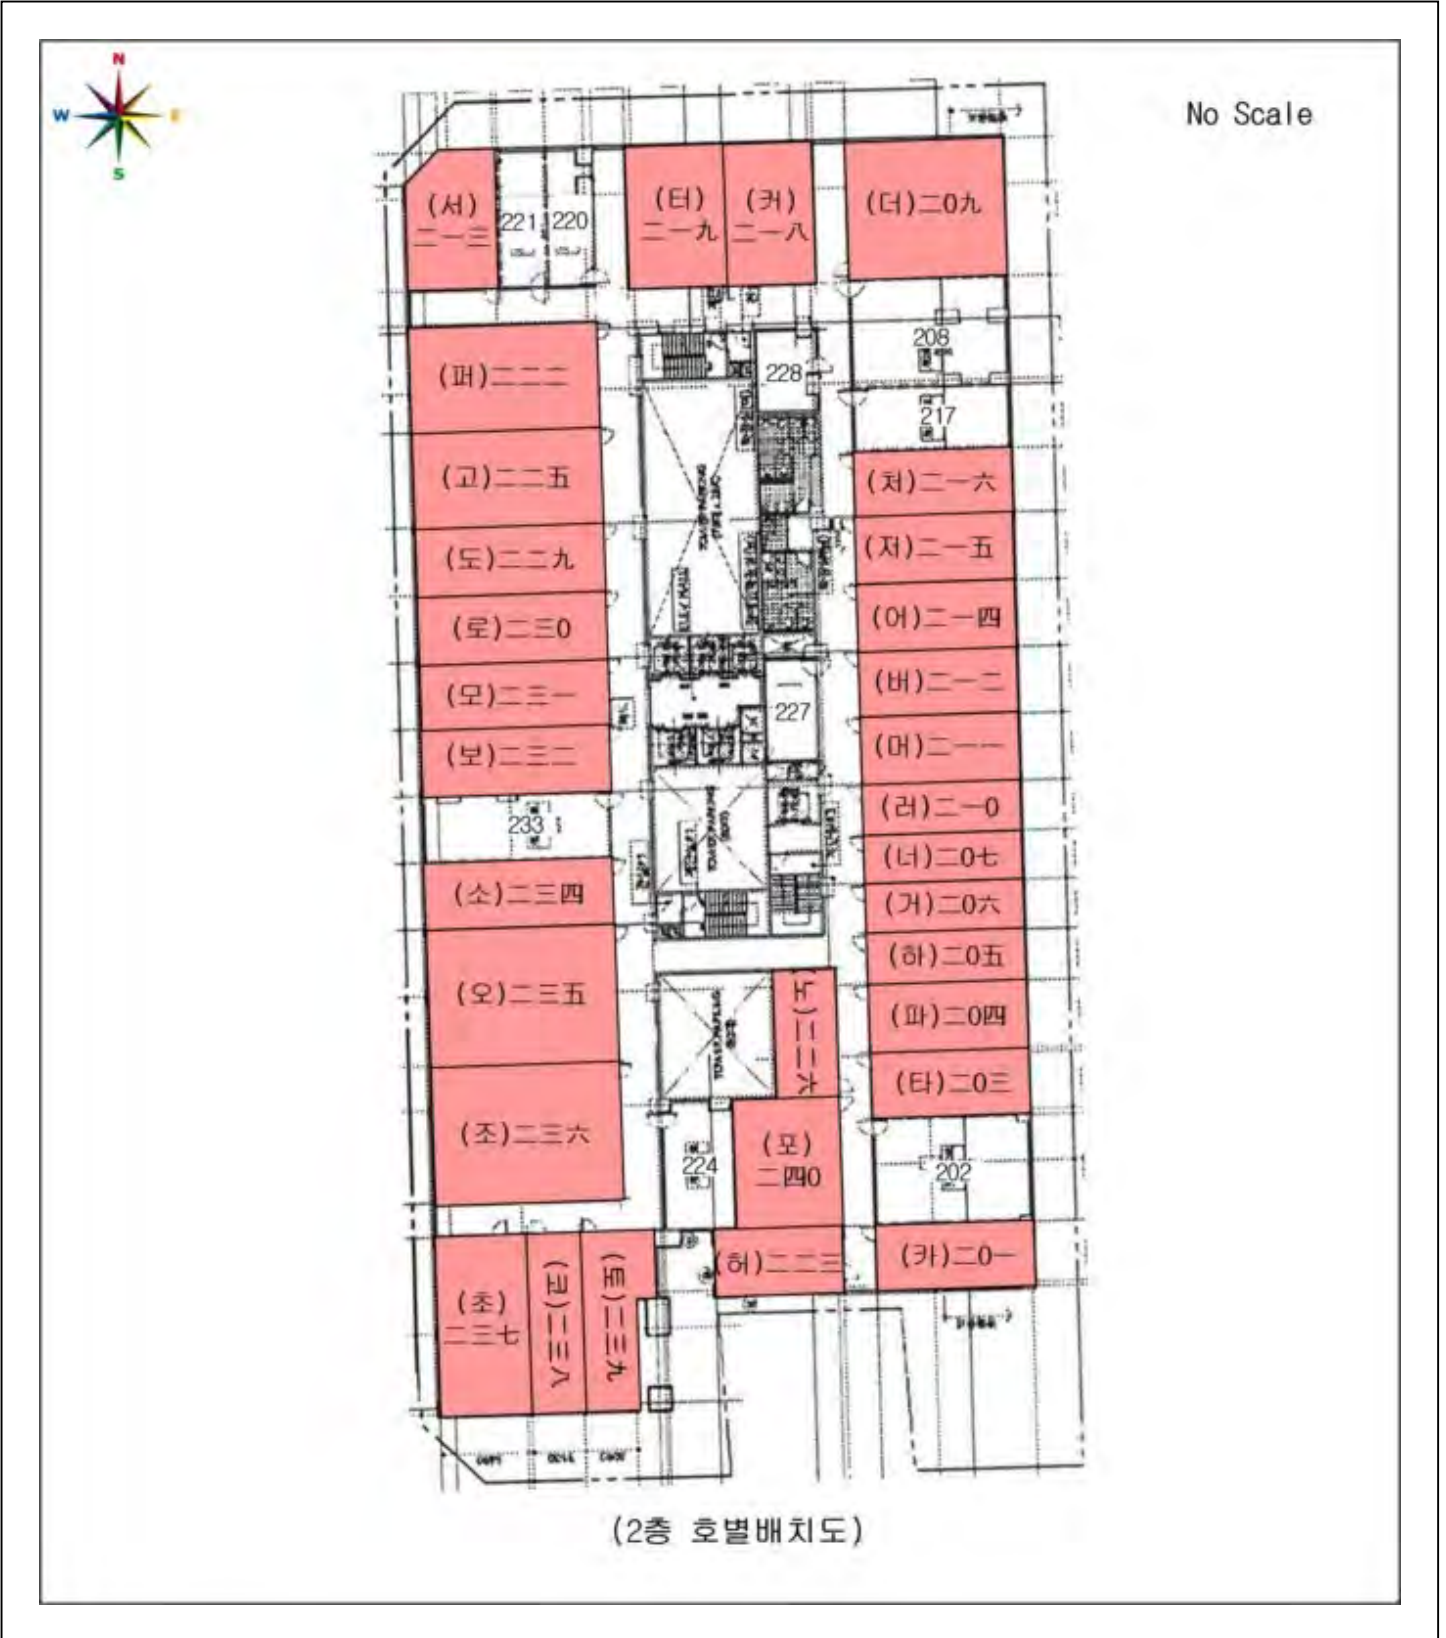 N
W
E
S
No Scale
(서)
二一三
221
220
(터)
二一九
(커)
二一八
(더)二0九
208
228
217
(퍼)二二二
(고)二二五
(도)二二九
(로)二三0
(모)二三一
(보)二三二
233
(소)二三四
(오)二三五
(조)二三六
(처)二一六
(저)二一五
(어)二一四
(버)二一二
(머)二一一
(러)二一0
(너)二0七
(거)二0六
(하)二0五
(파)二0四
(타)二0三
227
(노)二二六
(포)
二四0
224
202
(허)二二三
(카)二0一
(초)
二三七
(코)二三八
(토)二三九
(2층 호별배치도)